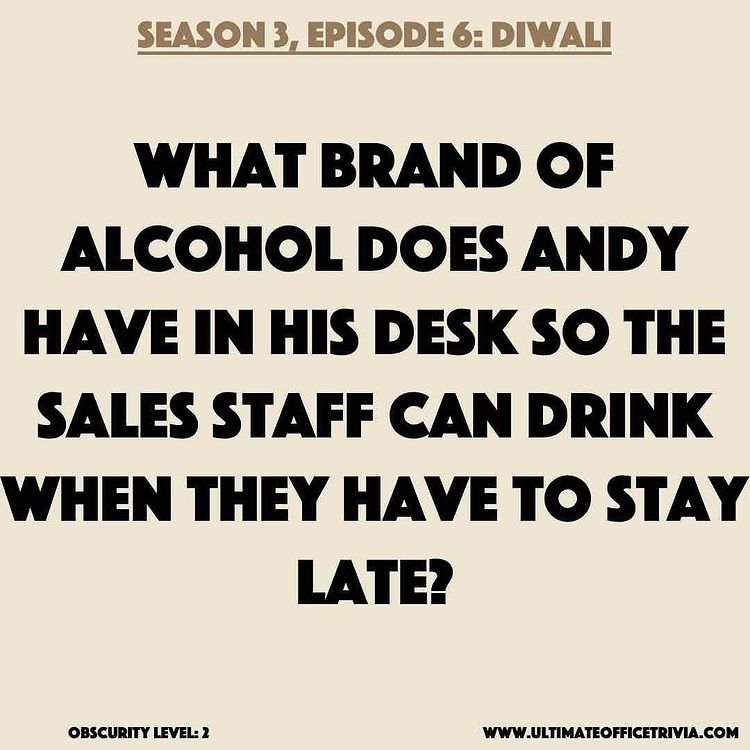 SEASON 3, EPISODE 6: DIWALI
WHAT BRAND OF
ALCOHOL DOES ANDY
HAVE IN HIS DESK SO THE
SALES STAFF CAN DRINK
WHEN THEY HAVE TO STAY
LATE?
OBSCURITY LEVEL: 2
WWW.ULTIMATEOFFICETRIVIA.COM